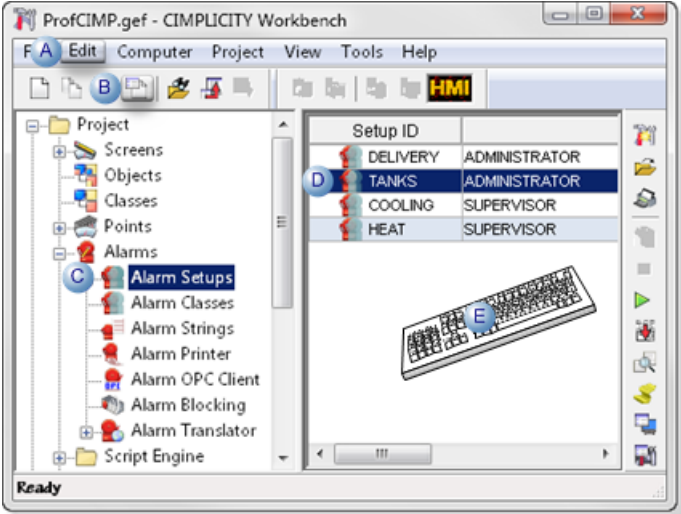 ProfCIMP.gef - CIMPLICITY Workbench
F A Edit Computer Project View Tools Help
B HMI
Project
Screens
Objects
Classes
Points
Alarms
C Alarm Setups
Alarm Classes
Alarm Strings
Alarm Printer
Alarm OPC Client
Alarm Blocking
Alarm Translator
Script Engine
Setup ID
DELIVERY ADMINISTRATOR
D TANKS ADMINISTRATOR
COOLING SUPERVISOR
HEAT SUPERVISOR
E
Ready